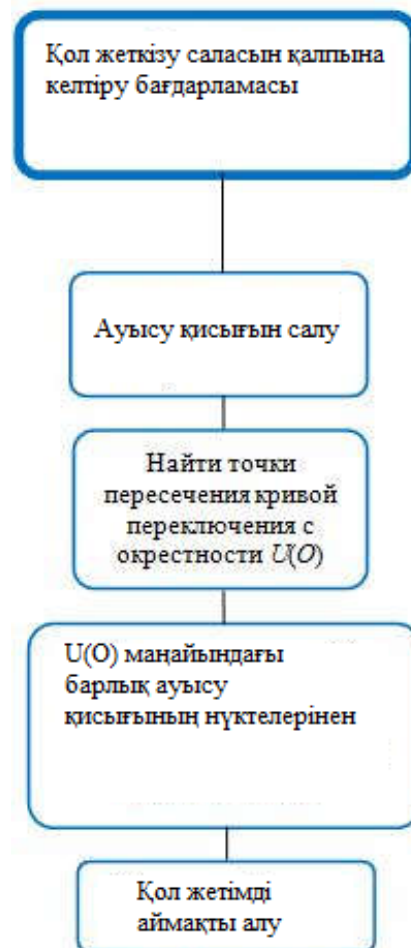 Қол жеткізу саласын қалпына
келтіру бағдарламасы
Ауысу қисығын салу
Найти точки
пересечения кривой
переключения с
окрестности U(O)
U(O) маңайындағы
барлық ауысу
қисығының нүктелерінен
Қол жетімді
аймақты алу